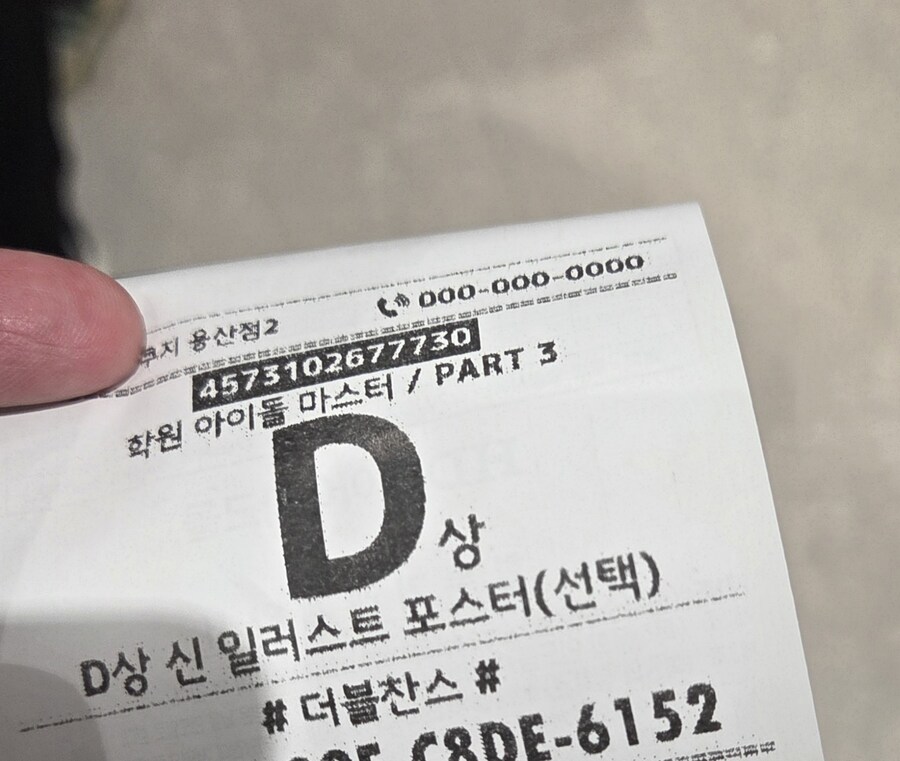 쿠지 용산점2 000-000-0000
4573102677730
학원 아이돌 마스터 / PART 3
D상
D상 신 일러스트 포스터(선택)
# 더블찬스 #
C8DE-6152